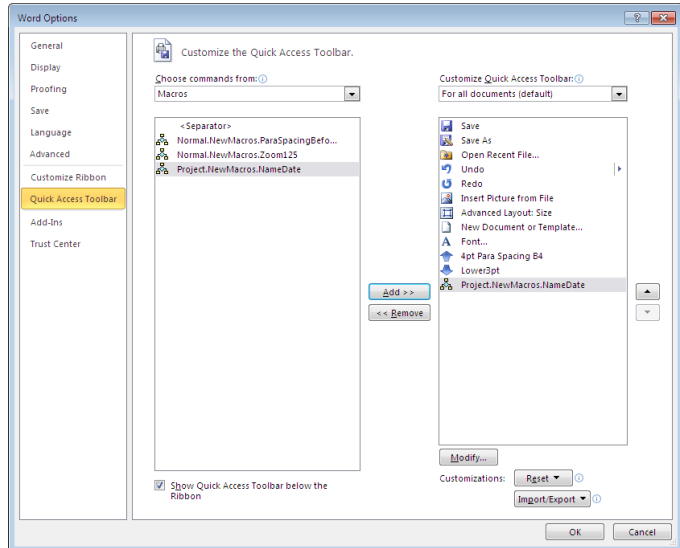 Word Options
General
Display
Proofing
Save
Language
Advanced
Customize Ribbon
Quick Access Toolbar
Add-Ins
Trust Center
Customize the Quick Access Toolbar.
Choose commands from:
Macros
<Separator>
Normal.NewMacros.ParaSpacingBefo...
Normal.NewMacros.Zoom125
Project.NewMacros.NameDate
Show Quick Access Toolbar below the
Ribbon
Add >>
<< Remove
Customize Quick Access Toolbar:
For all documents (default)
Save
Save As
Open Recent File...
Undo
Redo
Insert Picture from File
Advanced Layout: Size
New Document or Template...
Font...
4pt Para Spacing B4
Lower3pt
Project.NewMacros.NameDate
Modify...
Customizations:
Reset
Import/Export
OK
Cancel